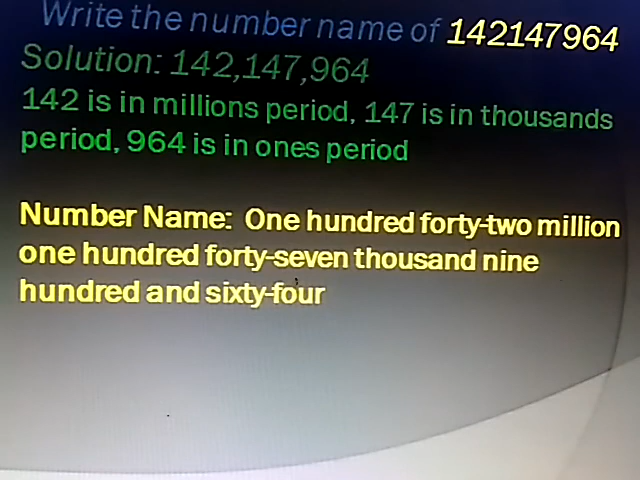 Write the number name of 142147964
Solution: 142,147,964
142 is in millions period, 147 is in thousands
period, 964 is in ones period
Number Name: One hundred forty-two million
one hundred forty-seven thousand nine
hundred and sixty-four